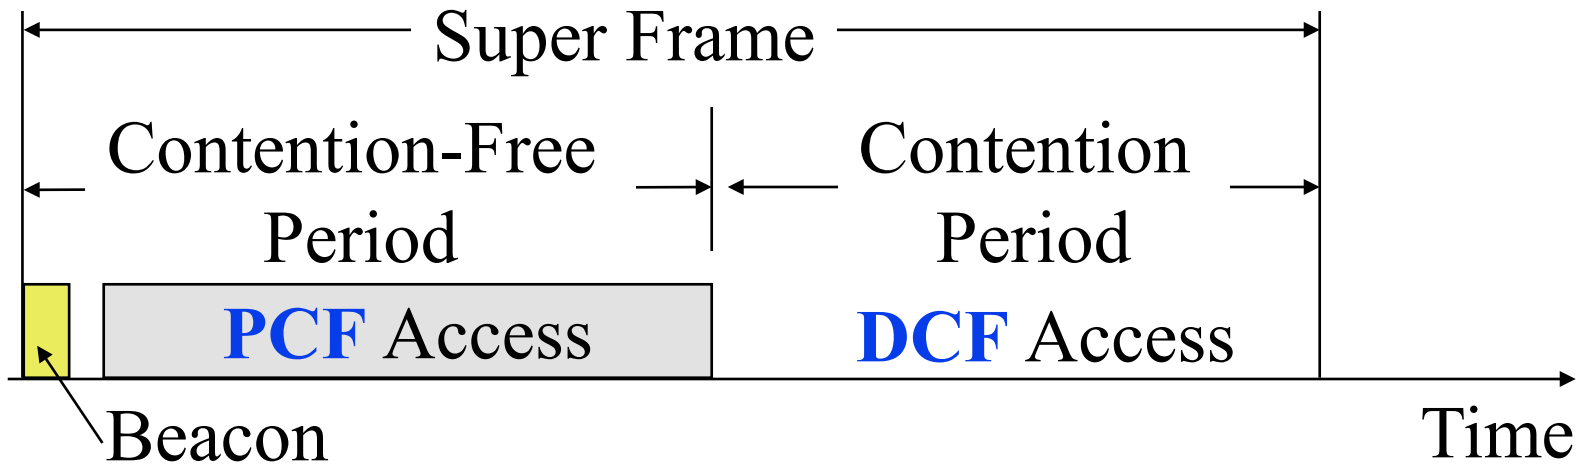 Super Frame
Contention-Free
Period
Contention
Period
PCF Access
DCF Access
Beacon
Time